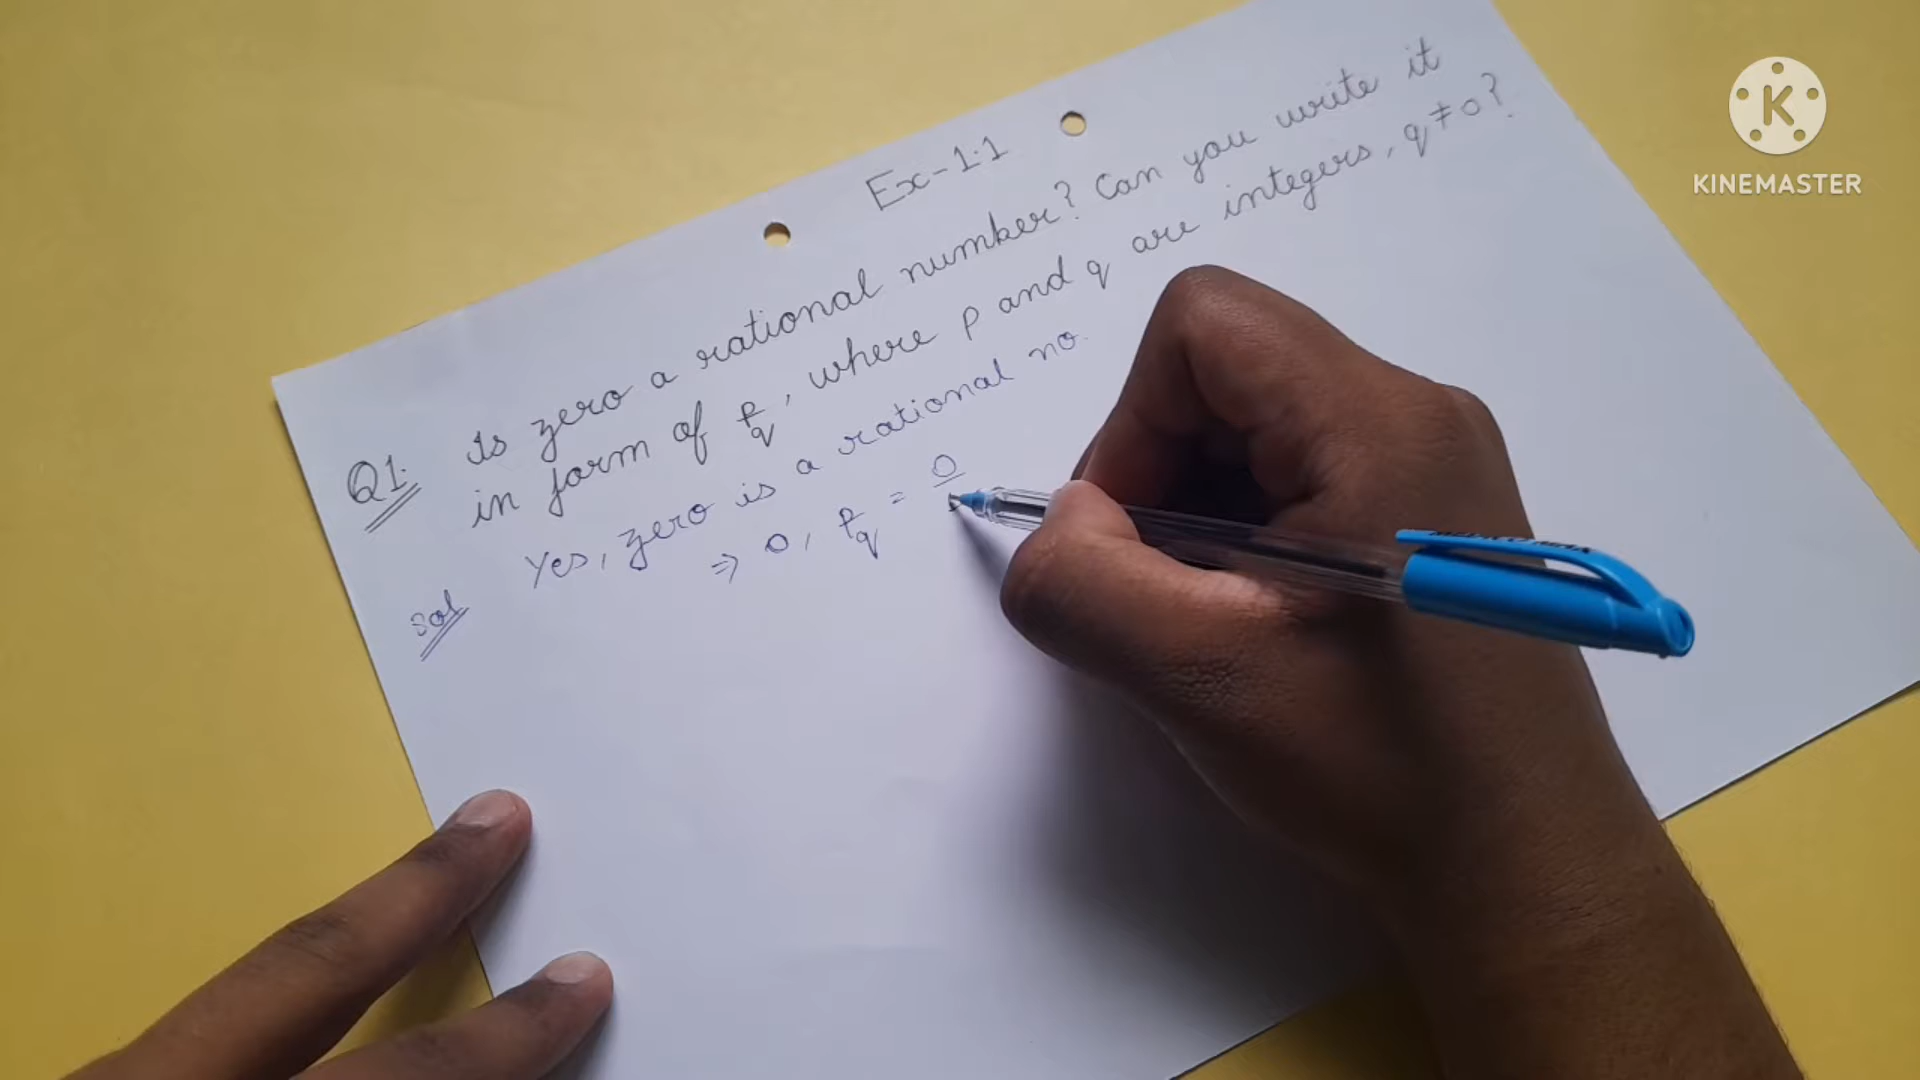 Ex-1.1
Q1. Is zero a rational number? Can you write it
in form of p/q, where p and q are integers, q ≠ 0?
Sol Yes, zero is a rational no.
⇒ 0, p/q = 0/
K
KINEMASTER